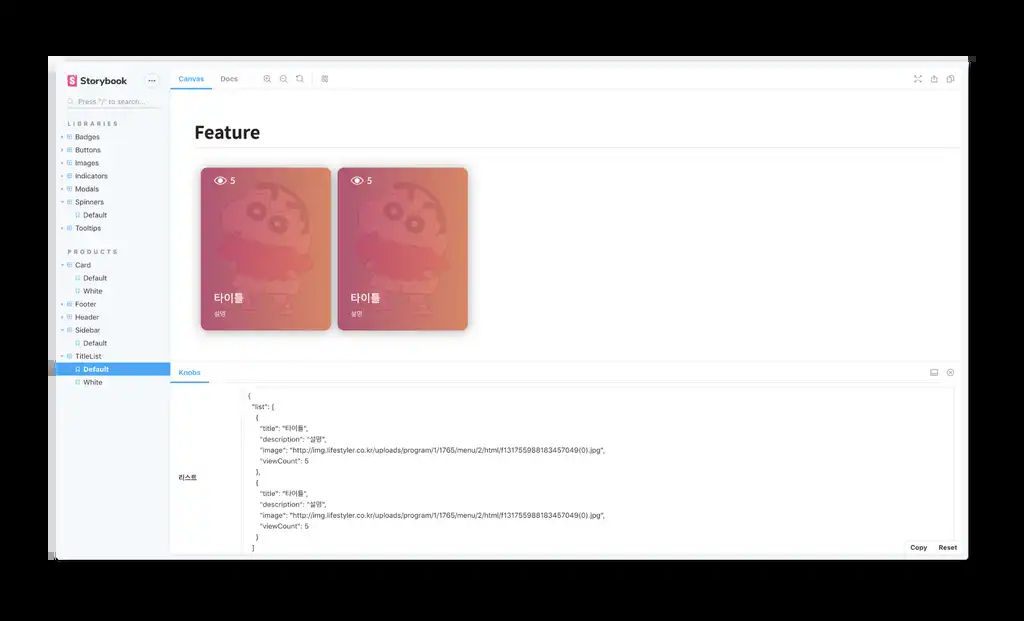 Storybook
Press "/" to search...
LIBRARIES
Badges
Buttons
Images
Indicators
Modals
Spinners
Default
Tooltips
PRODUCTS
Card
Default
White
Footer
Header
Sidebar
Default
TitleList
Default
White
Canvas Docs
Feature
5
타이틀
설명
5
타이틀
설명
Knobs
리스트
{
"list": [
{
"title": "타이틀",
"description": "설명",
"image": "http://img.lifestyler.co.kr/uploads/program/1/1765/menu/2/html/f131755988183457049(0).jpg",
"viewCount": 5
},
{
"title": "타이틀",
"description": "설명",
"image": "http://img.lifestyler.co.kr/uploads/program/1/1765/menu/2/html/f131755988183457049(0).jpg",
"viewCount": 5
}
]
Copy Reset